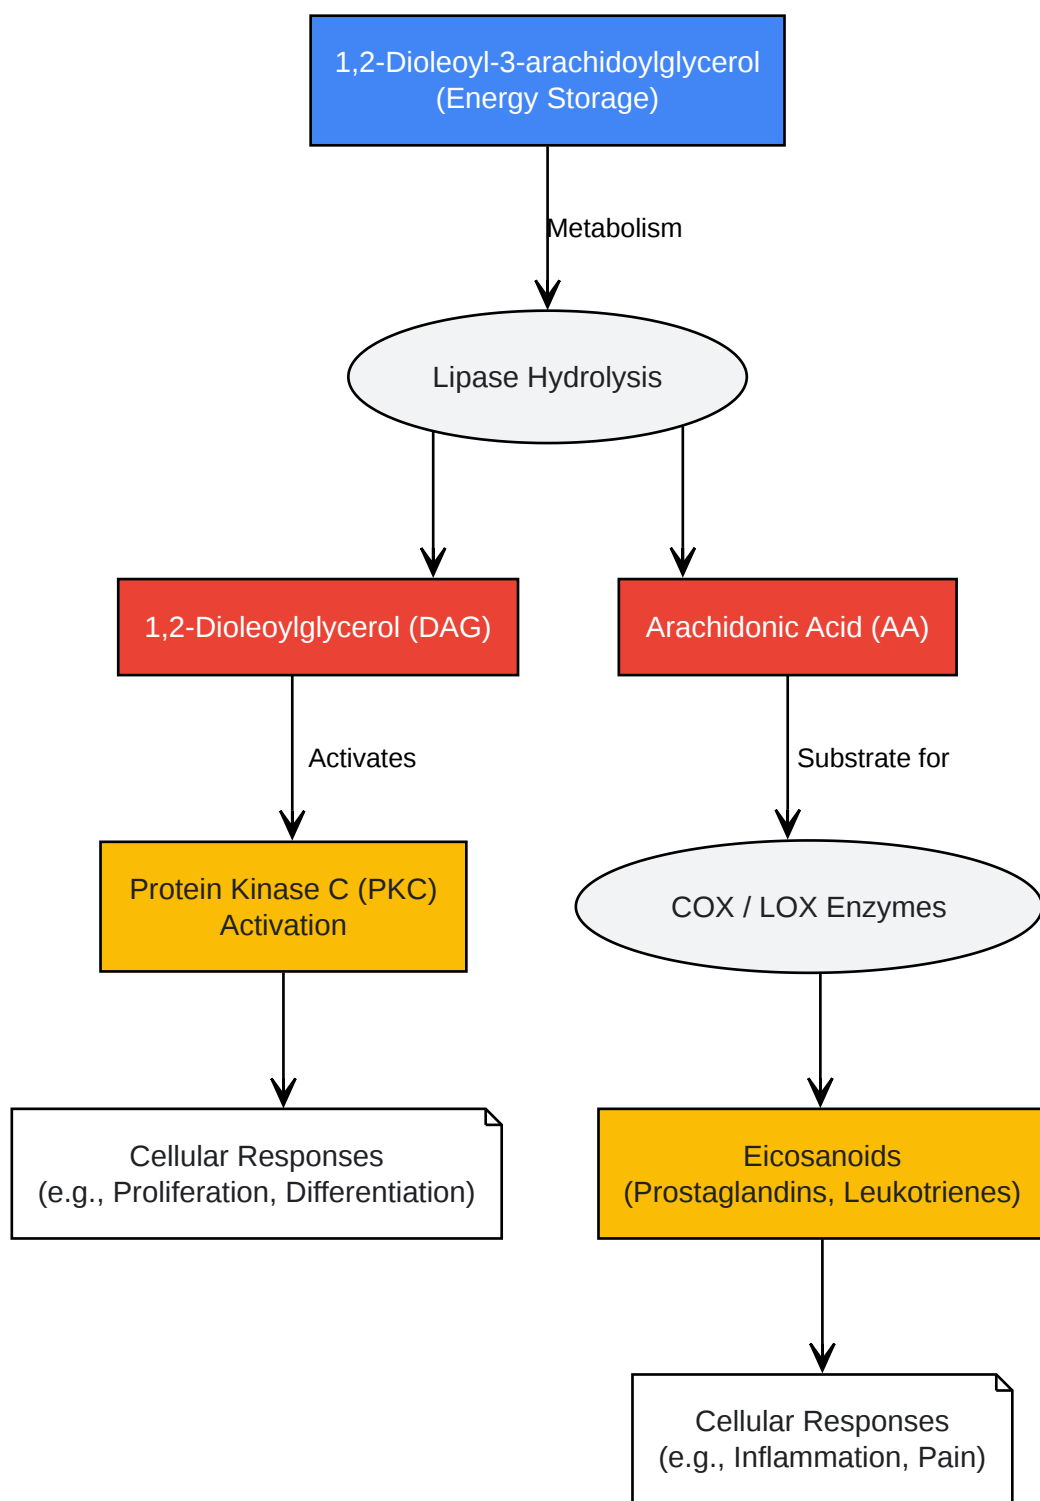 1,2-Dioleoyl-3-arachidoylglycerol
(Energy Storage)
Metabolism
Lipase Hydrolysis
1,2-Dioleoylglycerol (DAG)
Arachidonic Acid (AA)
Activates
Substrate for
Protein Kinase C (PKC)
Activation
COX / LOX Enzymes
Cellular Responses
(e.g., Proliferation, Differentiation)
Eicosanoids
(Prostaglandins, Leukotrienes)
Cellular Responses
(e.g., Inflammation, Pain)